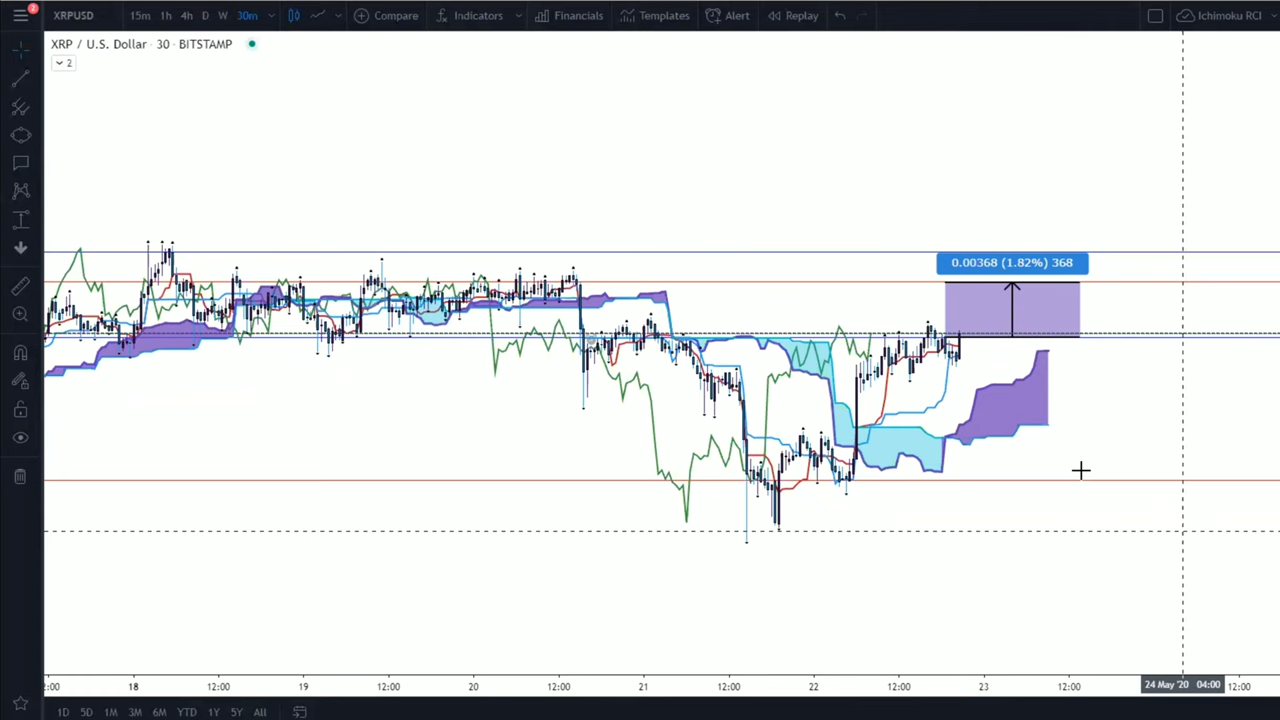 2
XRPUSD 15m 1h 4h D W 30m Compare Indicators Financials Templates Alert Replay Ichimoku RCI
XRP / U.S. Dollar · 30 · BITSTAMP
2
0.00368 (1.82%) 368
18 12:00 19 12:00 20 12:00 21 12:00 22 12:00 23 12:00 24 May '20 04:00 12:00
1D 5D 1M 3M 6M YTD 1Y 5Y All